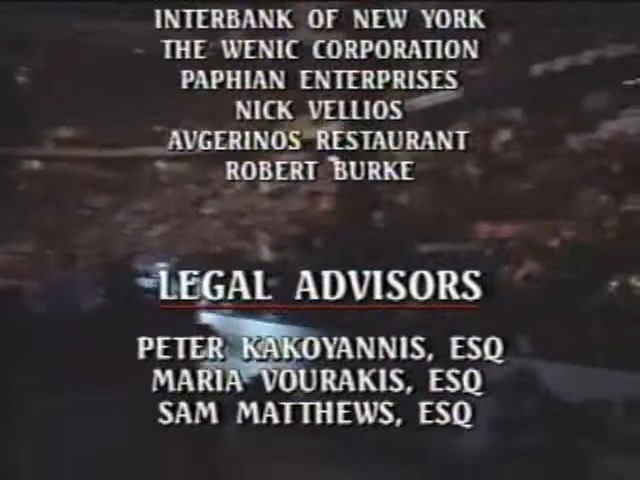 INTERBANK OF NEW YORK
THE WENIC CORPORATION
PAPHIAN ENTERPRISES
NICK VELLIOS
AVGERINOS RESTAURANT
ROBERT BURKE
LEGAL ADVISORS
PETER KAKOYANNIS, ESQ
MARIA VOURAKIS, ESQ
SAM MATTHEWS, ESQ